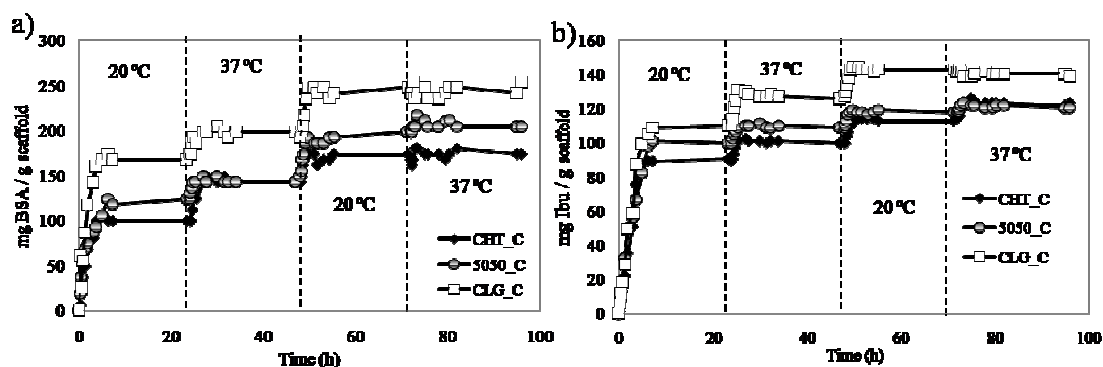 a)
300
250
200
150
100
50
0
mg BSA / g scaffold
20 ºC
37 ºC
20 ºC
37 ºC
CHT_C
5050_C
CLG_C
0 20 40 60 80 100
Time (h)
b)
160
140
120
100
80
60
40
20
0
mg Ibu / g scaffold
20 ºC
37 ºC
20 ºC
37 ºC
CHT_C
5050_C
CLG_C
0 20 40 60 80 100
Time (h)